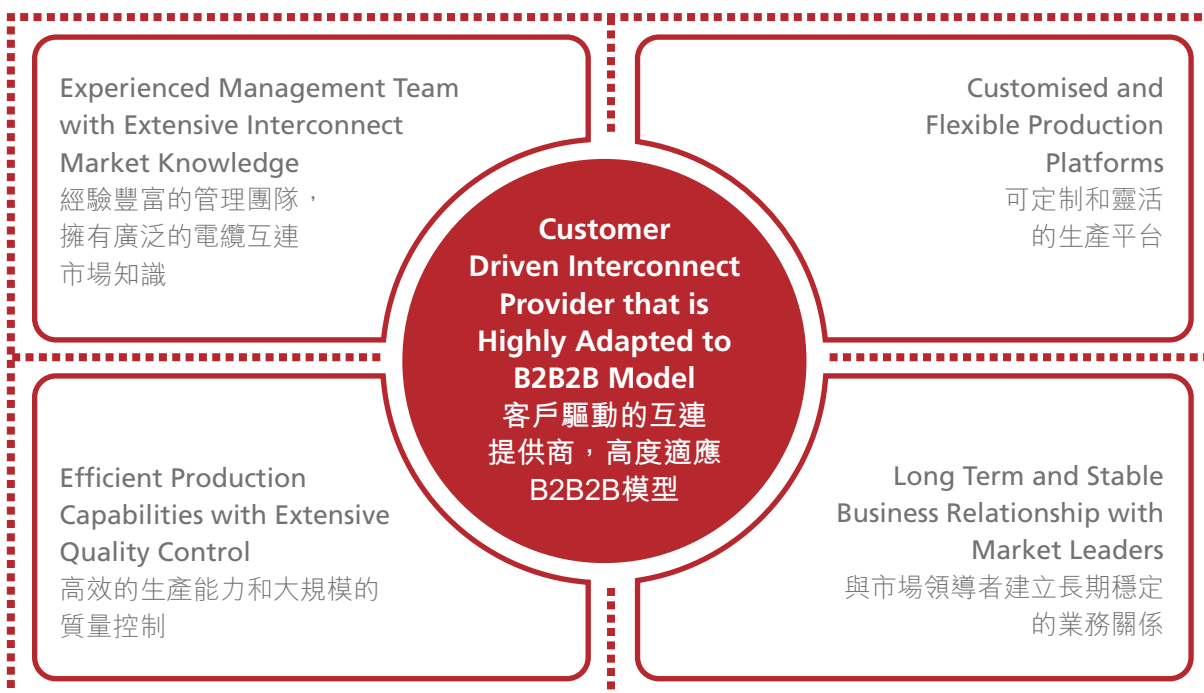 Experienced Management Team
with Extensive Interconnect
Market Knowledge
經驗豐富的管理團隊，
擁有廣泛的電纜互連
市場知識
Customised and
Flexible Production
Platforms
可定制和靈活
的生產平台
Customer
Driven Interconnect
Provider that is
Highly Adapted to
B2B2B Model
客戶驅動的互連
提供商，高度適應
B2B2B模型
Efficient Production
Capabilities with Extensive
Quality Control
高效的生產能力和大規模的
質量控制
Long Term and Stable
Business Relationship with
Market Leaders
與市場領導者建立長期穩定
的業務關係